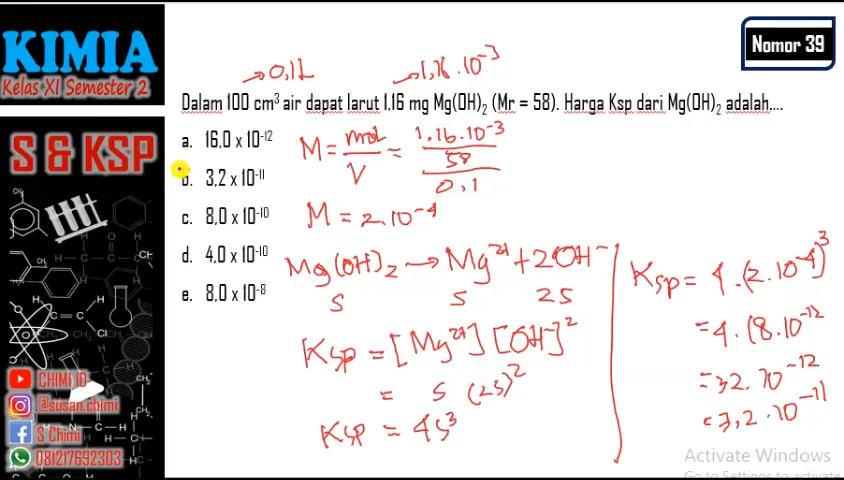 KIMIA
Kelas XI Semester 2
S & KSP
Nomor 39
→0,1L
→1,16 . 10⁻³
Dalam 100 cm³ air dapat larut 1,16 mg Mg(OH)₂ (Mr = 58). Harga Ksp dari Mg(OH)₂ adalah....
a. 16,0 x 10⁻¹²
b. 3,2 x 10⁻¹¹
c. 8,0 x 10⁻¹⁰
d. 4,0 x 10⁻¹⁰
e. 8,0 x 10⁻⁸
M = mol / V = 1.16.10⁻³ / 58 / 0,1
M = 2.10⁻⁴
Mg(OH)₂ → Mg²⁺ + 2OH⁻
S S 2S
Ksp = [Mg²⁺] [OH⁻]²
= S (2S)²
Ksp = 4S³
Ksp = 4 . (2.10⁻⁴)³
= 4 . (8.10⁻¹²
= 32. 10⁻¹²
= 3,2 . 10⁻¹¹
CHIMI ID
@susan.chimi
S Chimi
081217692303
Activate Windows